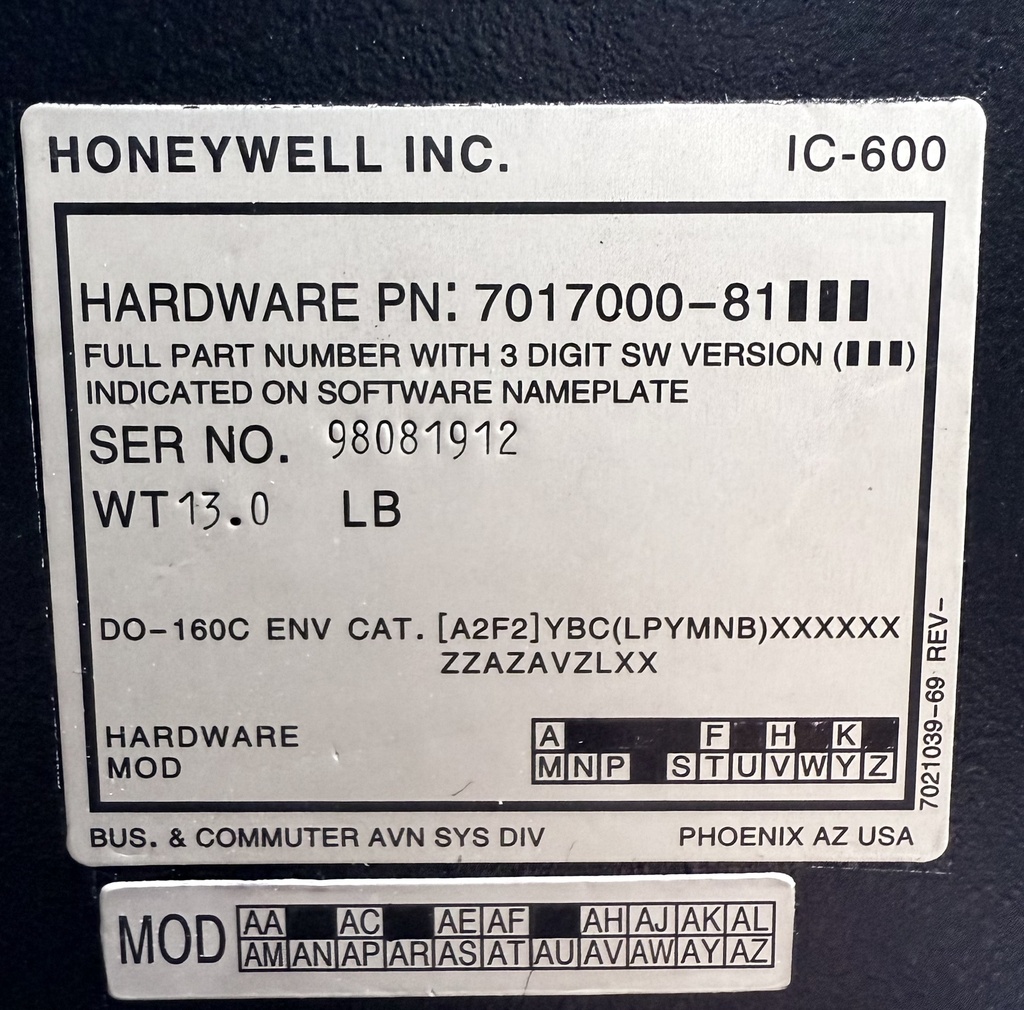 HONEYWELL INC. IC-600
HARDWARE PN: 7017000-81▮▮▮
FULL PART NUMBER WITH 3 DIGIT SW VERSION (▮▮▮)
INDICATED ON SOFTWARE NAMEPLATE
SER NO. 98081912
WT 13.0 LB
DO-160C ENV CAT. [A2F2]YBC(LPYMNB)XXXXXX
ZZAZAVZLXX
HARDWARE A F H K
MOD M N P S T U V W Y Z
7021039-69 REV-
BUS. & COMMUTER AVN SYS DIV PHOENIX AZ USA
MOD AA AC AE AF AH AJ AK AL
AM AN AP AR AS AT AU AV AW AY AZ